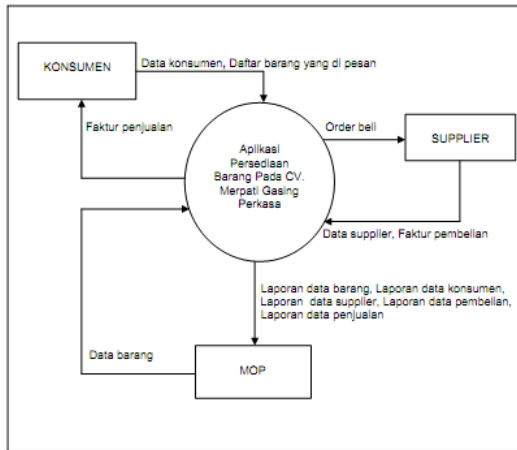 KONSUMEN
Data konsumen, Daftar barang yang di pesan
Faktur penjualan
Aplikasi
Persediaan
Barang Pada CV.
Merpati Gasing
Perkasa
Order beli
SUPPLIER
Data supplier, Faktur pembelian
Laporan data barang, Laporan data konsumen,
Laporan data supplier, Laporan data pembelian,
Laporan data penjualan
Data barang
MOP